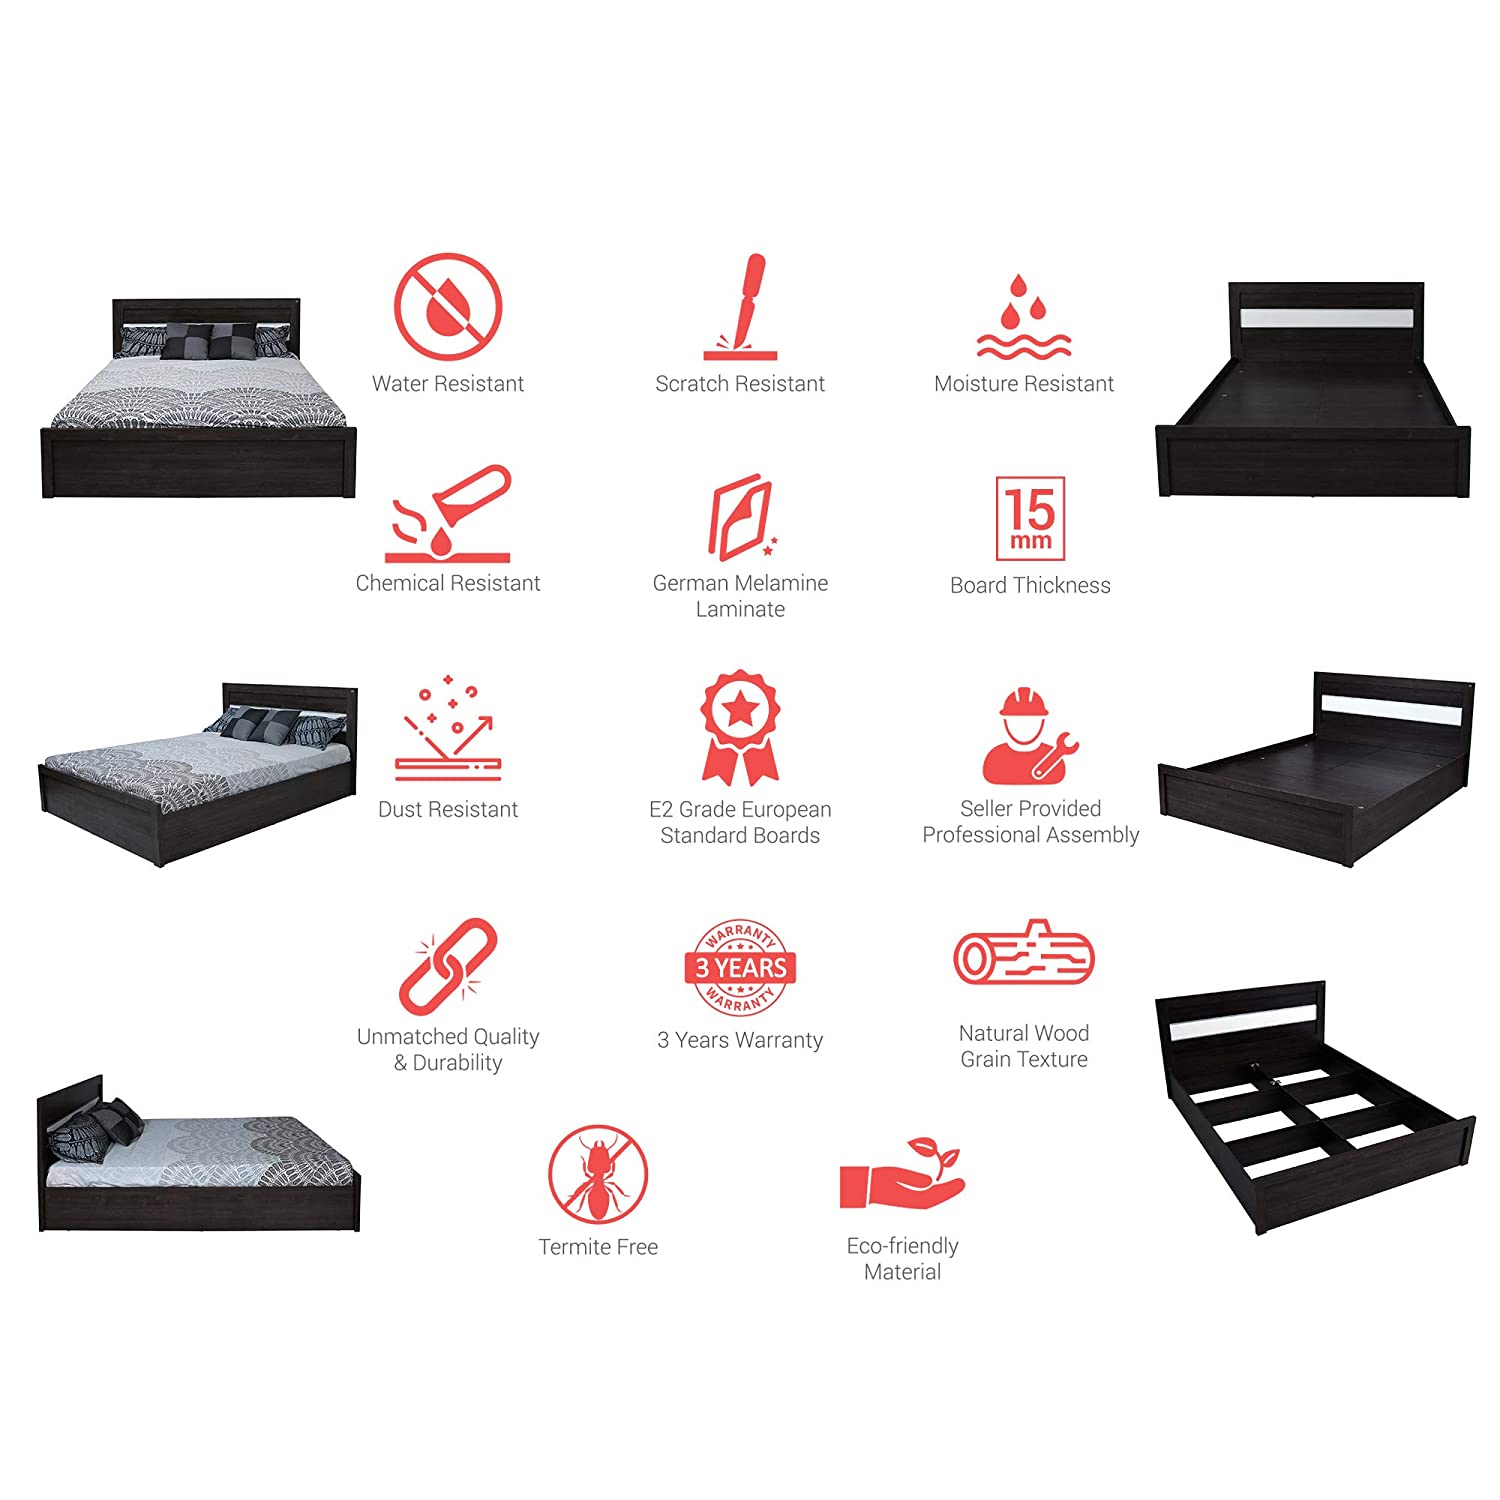 Water Resistant
Scratch Resistant
Moisture Resistant
Chemical Resistant
German Melamine
Laminate
15
mm
Board Thickness
Dust Resistant
E2 Grade European
Standard Boards
Seller Provided
Professional Assembly
Unmatched Quality
& Durability
WARRANTY
3 YEARS
WARRANTY
3 Years Warranty
Natural Wood
Grain Texture
Termite Free
Eco-friendly
Material